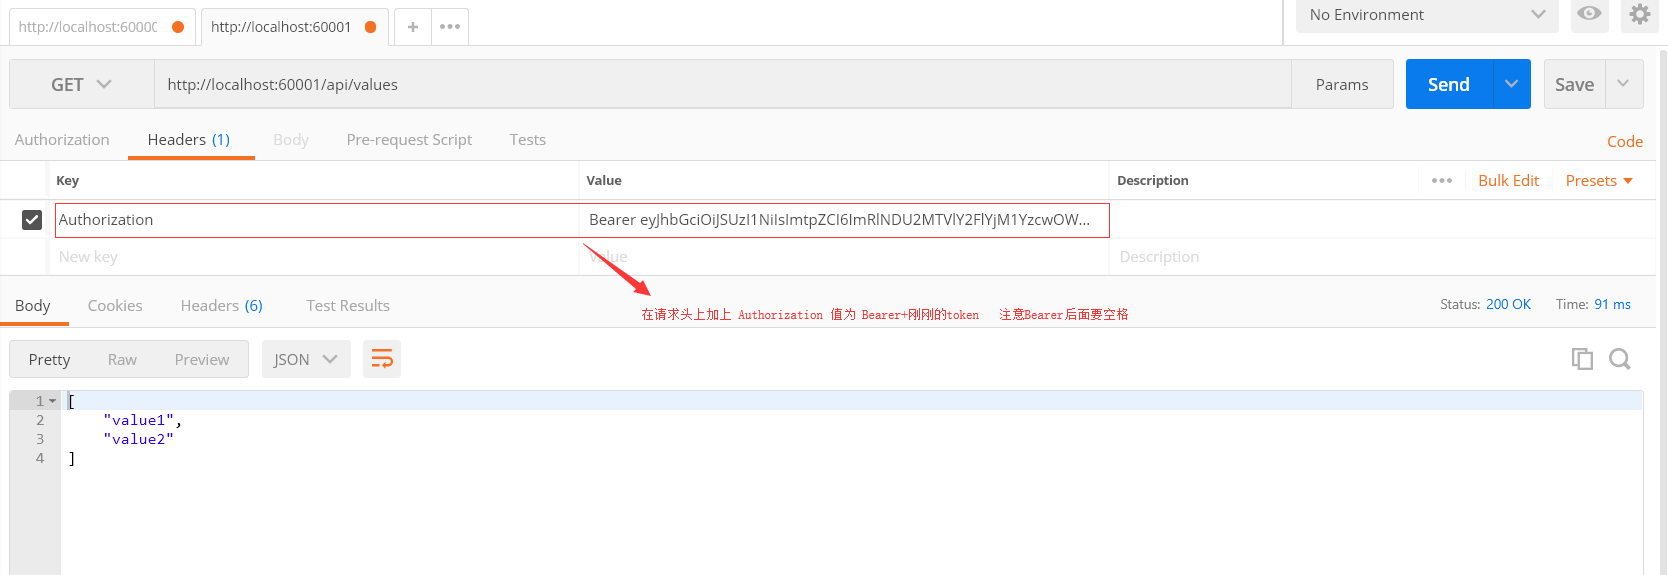 http://localhost:6000 http://localhost:60001 + ••• No Environment
GET http://localhost:60001/api/values Params Send Save
Authorization Headers (1) Body Pre-request Script Tests Code
Key Value Description ••• Bulk Edit Presets
Authorization Bearer eyJhbGciOiJSUzI1NiIsImtpZCI6ImRlNDU2MTVlY2FlYjM1YzcwOW...
New key Value Description
Body Cookies Headers (6) Test Results Status: 200 OK Time: 91 ms
在请求头上加上 Authorization 值为 Bearer+刚刚的token 注意Bearer后面要空格
Pretty Raw Preview JSON
1 [
2 "value1",
3 "value2"
4 ]